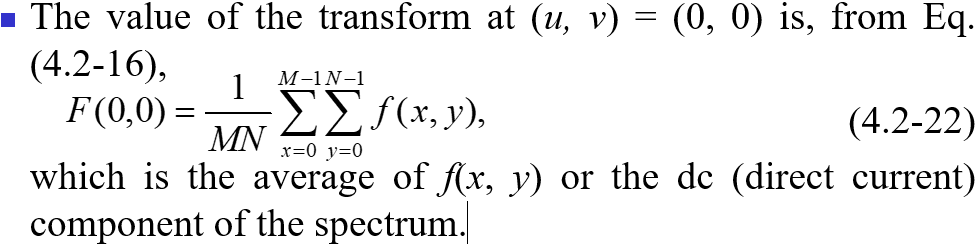 ▪ The value of the transform at (u, v) = (0, 0) is, from Eq.
(4.2-16),
F(0,0) = \frac{1}{MN} \sum_{x=0}^{M-1} \sum_{y=0}^{N-1} f(x, y), (4.2-22)
which is the average of f(x, y) or the dc (direct current)
component of the spectrum.